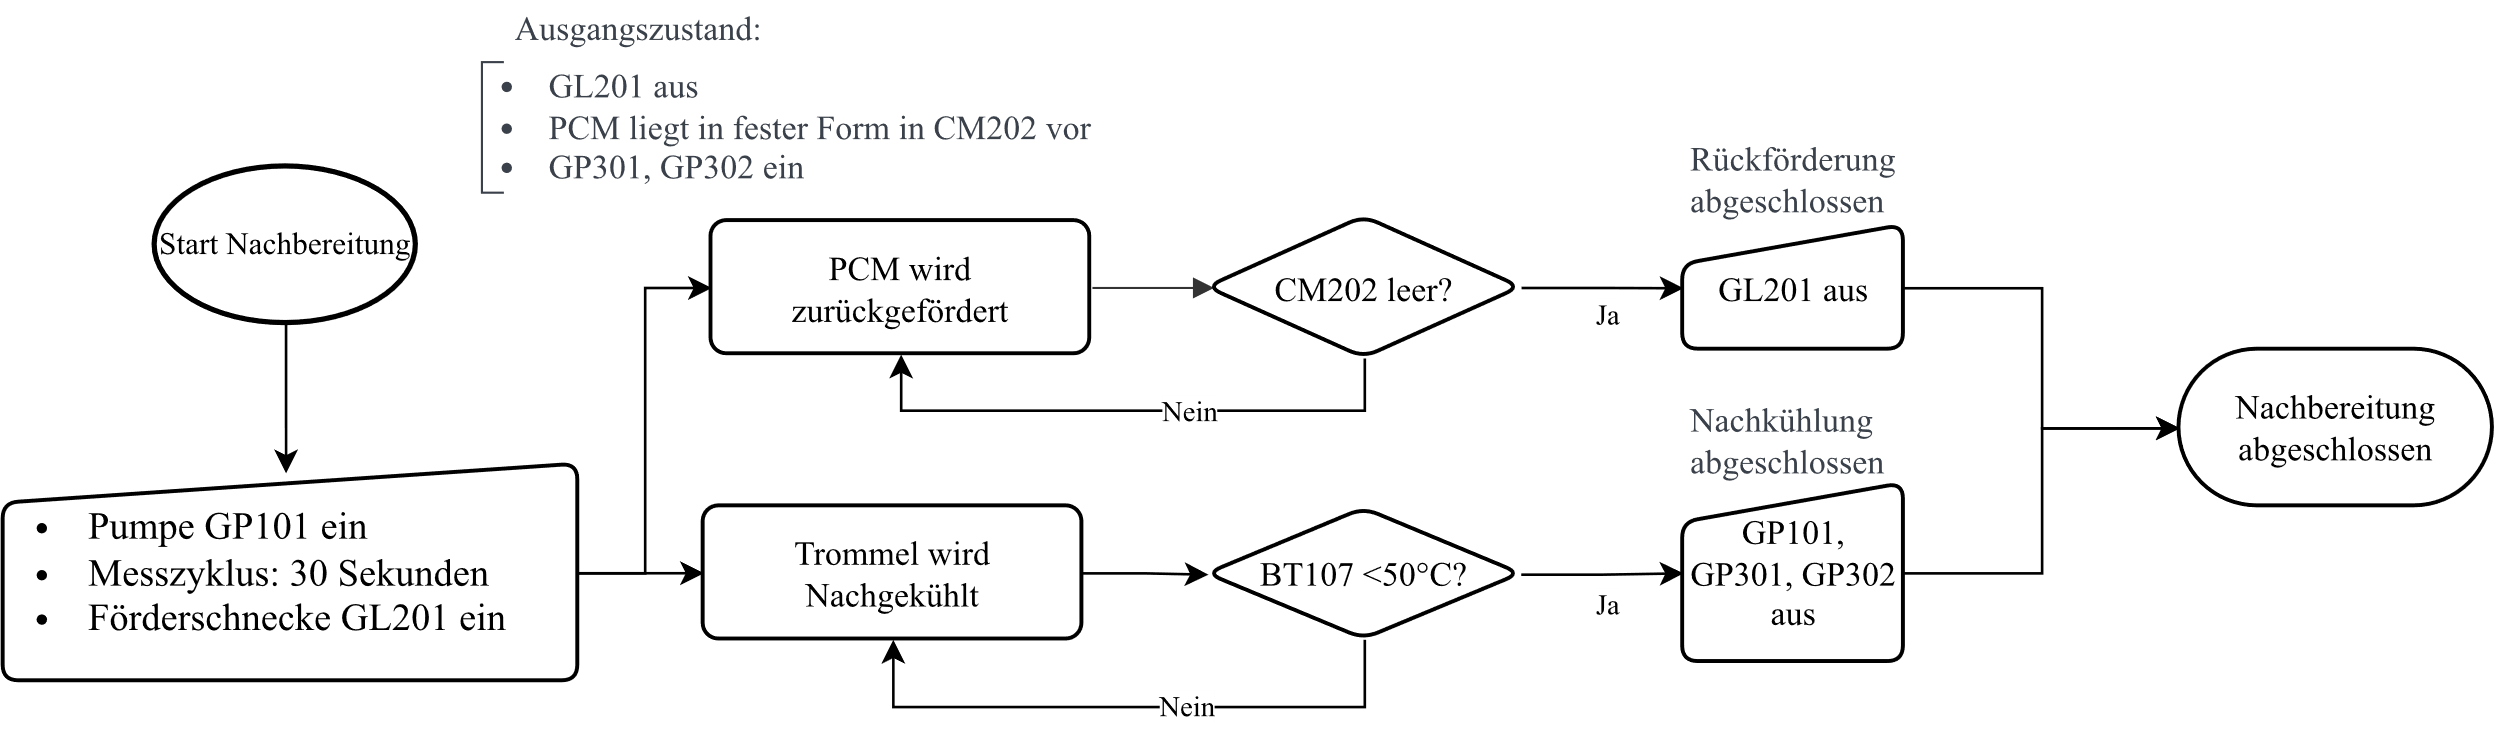 Ausgangszustand:
• GL201 aus
• PCM liegt in fester Form in CM202 vor
• GP301, GP302 ein
Start Nachbereitung
• Pumpe GP101 ein
• Messzyklus: 30 Sekunden
• Förderschnecke GL201 ein
PCM wird
zurückgefördert
CM202 leer?
Ja
Nein
Rückförderung
abgeschlossen
GL201 aus
Trommel wird
Nachgekühlt
BT107 <50°C?
Ja
Nein
Nachkühlung
abgeschlossen
GP101,
GP301, GP302
aus
Nachbereitung
abgeschlossen